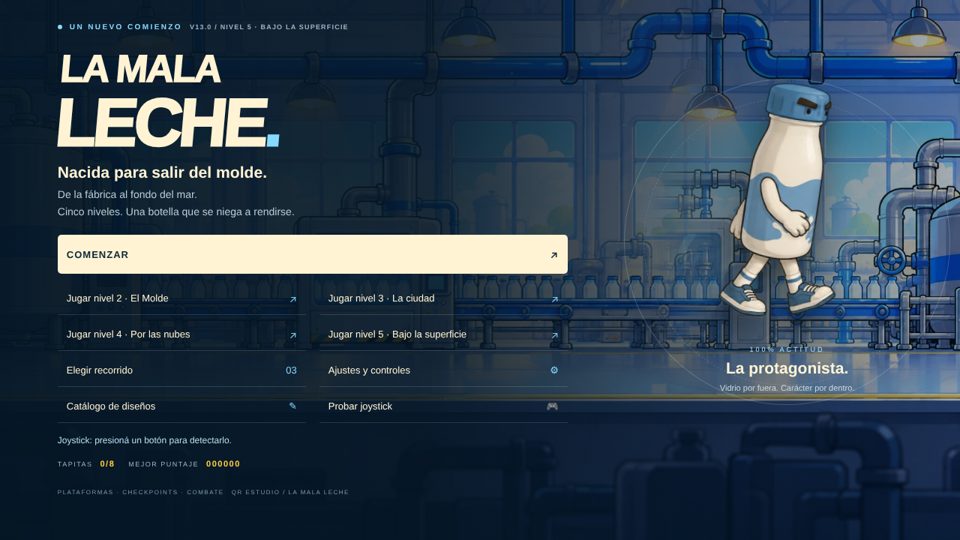 UN NUEVO COMIENZO V13.0 / NIVEL 5 · BAJO LA SUPERFICIE
LA MALA
LECHE.
Nacida para salir del molde.
De la fábrica al fondo del mar.
Cinco niveles. Una botella que se niega a rendirse.
COMENZAR ↗
Jugar nivel 2 · El Molde ↗
Jugar nivel 3 · La ciudad ↗
Jugar nivel 4 · Por las nubes ↗
Jugar nivel 5 · Bajo la superficie ↗
Elegir recorrido 03
Ajustes y controles ⚙
Catálogo de diseños ✎
Probar joystick 🎮
Joystick: presioná un botón para detectarlo.
TAPITAS 0/8 MEJOR PUNTAJE 000000
PLATAFORMAS · CHECKPOINTS · COMBATE QR ESTUDIO / LA MALA LECHE
100% ACTITUD
La protagonista.
Vidrio por fuera. Carácter por dentro.